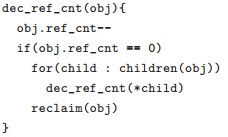 dec_ref_cnt(obj){
  obj.ref_cnt--
  if(obj.ref_cnt == 0)
    for(child : children(obj))
      dec_ref_cnt(*child)
    reclaim(obj)
}